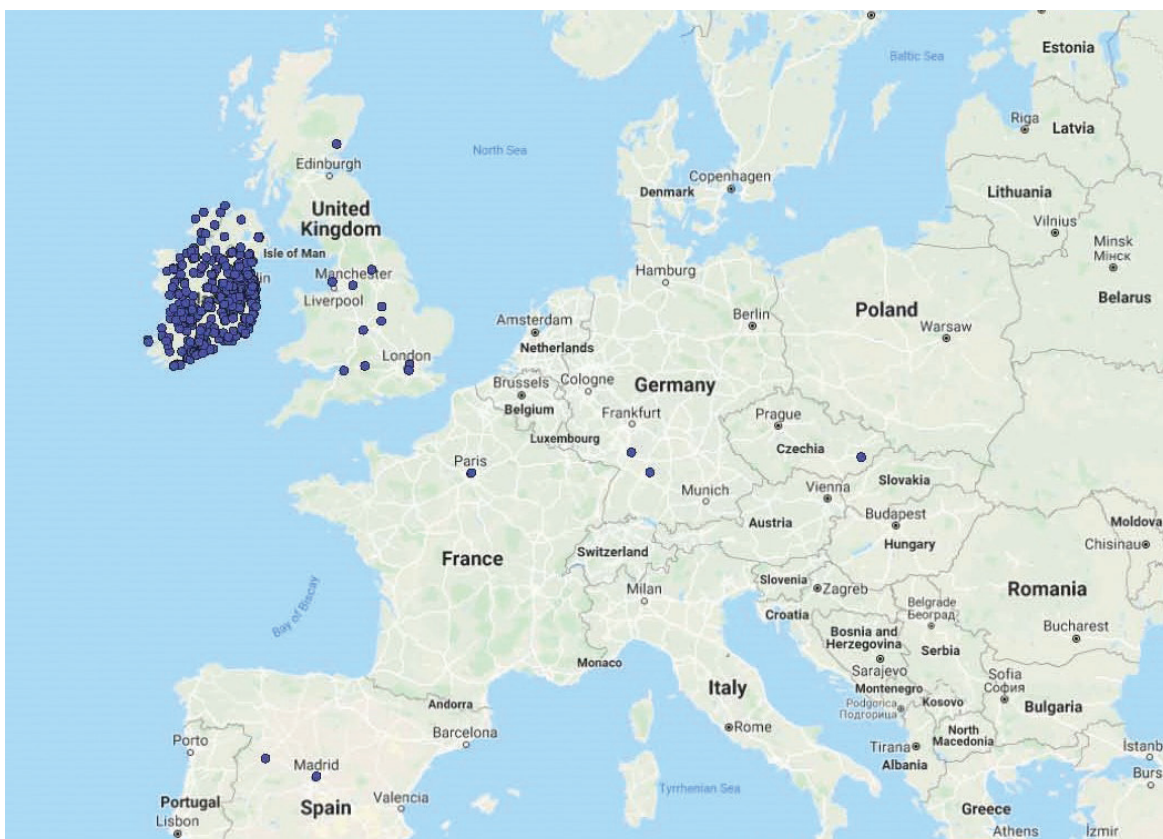 Baltic Sea
Estonia
Riga
Latvia
North Sea
Edinburgh
Copenhagen
Denmark
Lithuania
Vilnius
United
Kingdom
Isle of Man
Minsk
Мінск
Manchester
Liverpool
Hamburg
Belarus
Poland
Berlin
Warsaw
Amsterdam
Netherlands
London
Brussels
Belgium
Cologne
Germany
Frankfurt
Prague
Czechia
Luxembourg
Paris
Slovakia
Munich
Vienna
Budapest
Austria
Hungary
Moldova
Chisinau
France
Switzerland
Bay of Biscay
Milan
Slovenia
Zagreb
Croatia
Romania
Belgrade
Београд
Bucharest
Bosnia and
Herzegovina
Serbia
Sarajevo
Monaco
Montenegro
Podgorica
Подгорица
Kosovo
Sofia
София
Bulgaria
Italy
Andorra
Rome
Barcelona
Porto
North
Macedonia
Tirana
Albania
Madrid
Tyrrhenian Sea
Portugal
Spain
Valencia
Lisbon
Greece
Athens
İstanb
Burs
İzmir